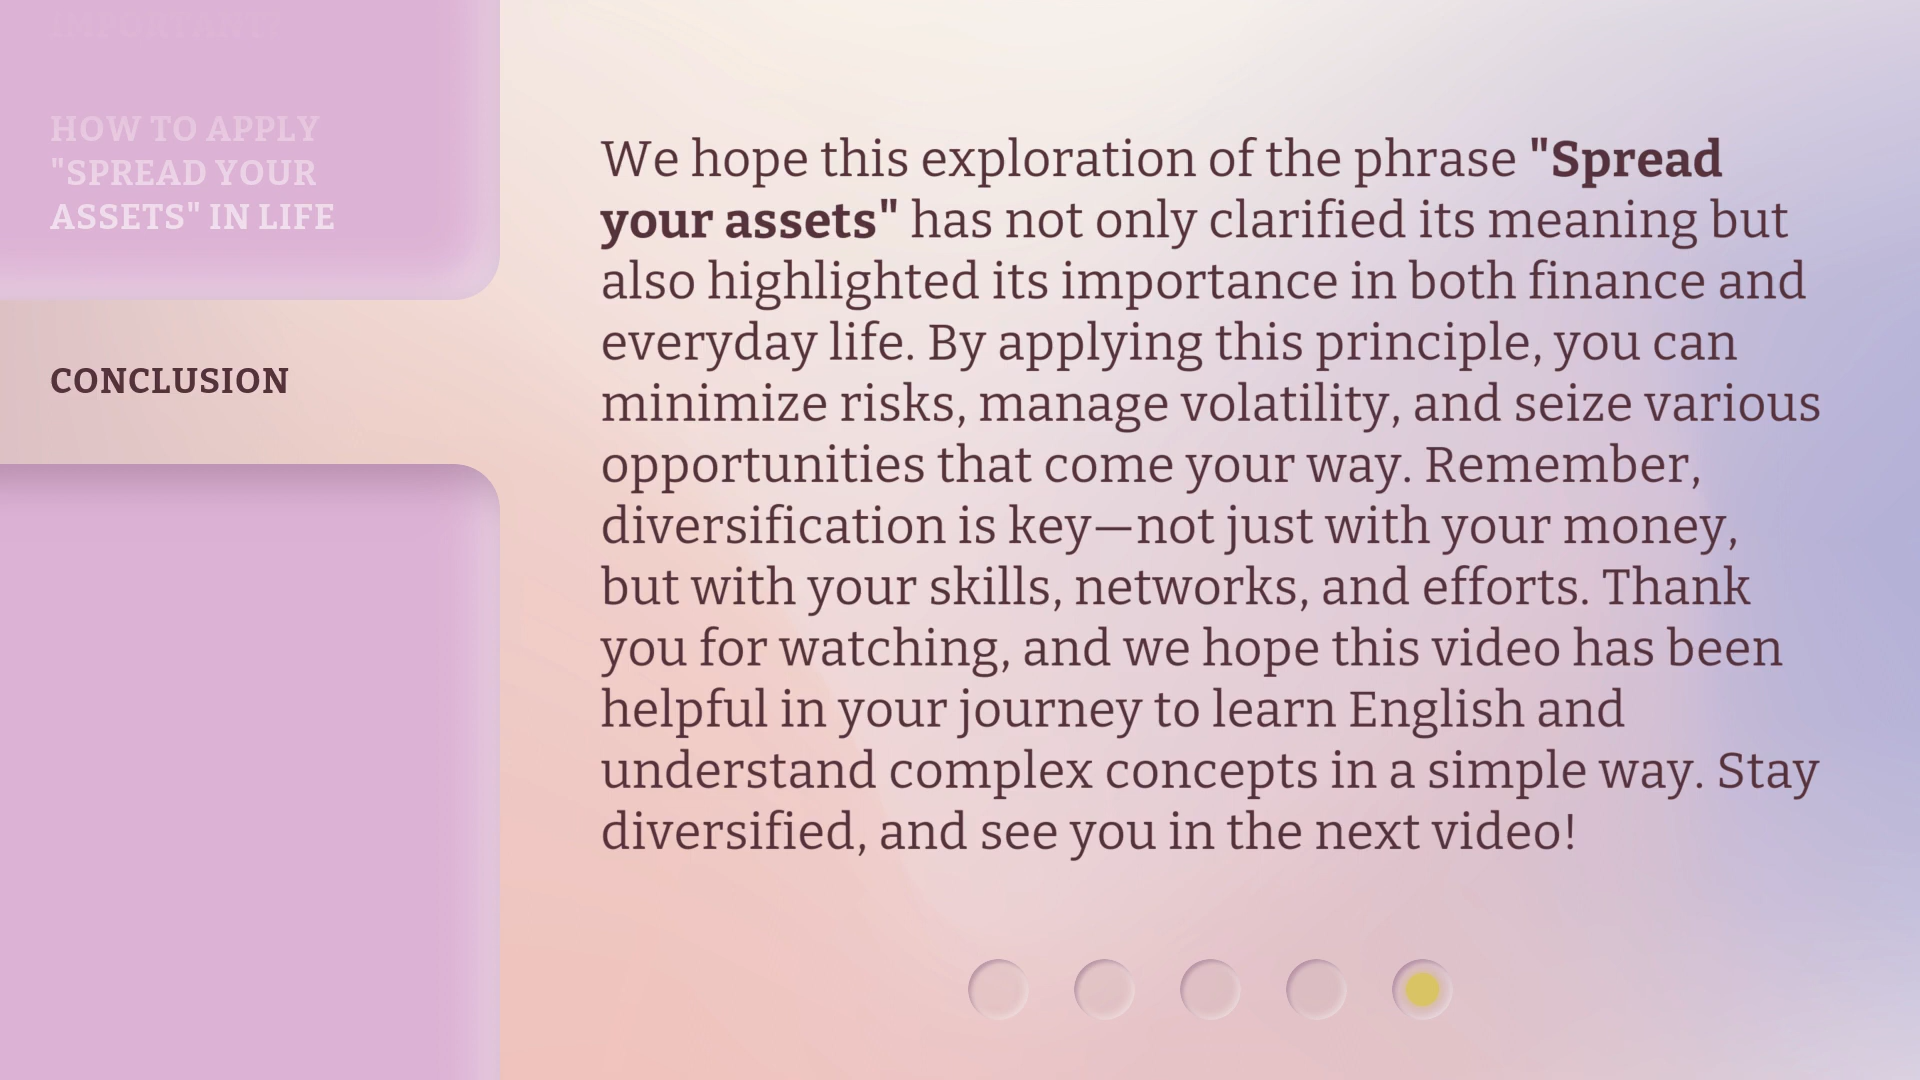 IMPORTANT?
HOW TO APPLY
"SPREAD YOUR
ASSETS" IN LIFE
CONCLUSION
We hope this exploration of the phrase "Spread
your assets" has not only clarified its meaning but
also highlighted its importance in both finance and
everyday life. By applying this principle, you can
minimize risks, manage volatility, and seize various
opportunities that come your way. Remember,
diversification is key—not just with your money,
but with your skills, networks, and efforts. Thank
you for watching, and we hope this video has been
helpful in your journey to learn English and
understand complex concepts in a simple way. Stay
diversified, and see you in the next video!